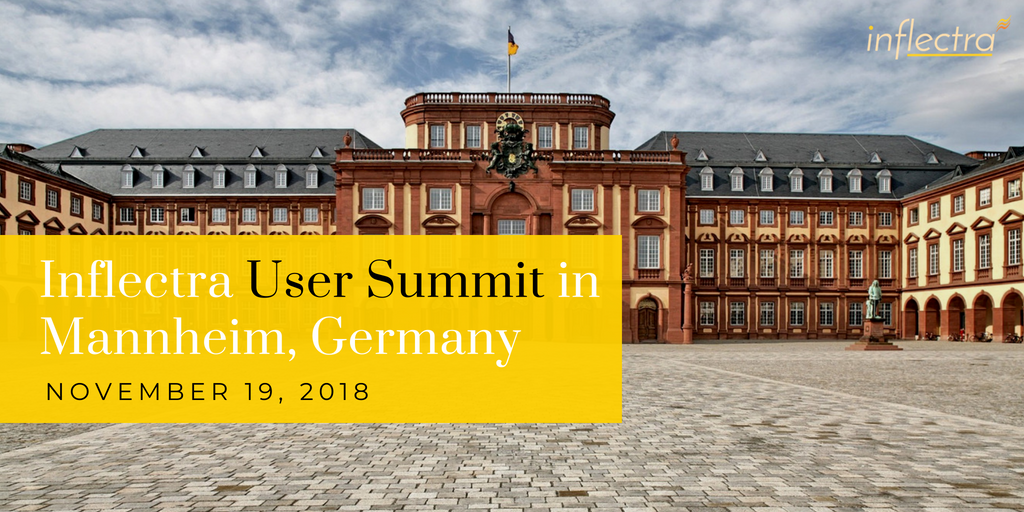 inflectra
Inflectra User Summit in
Mannheim, Germany
NOVEMBER 19, 2018